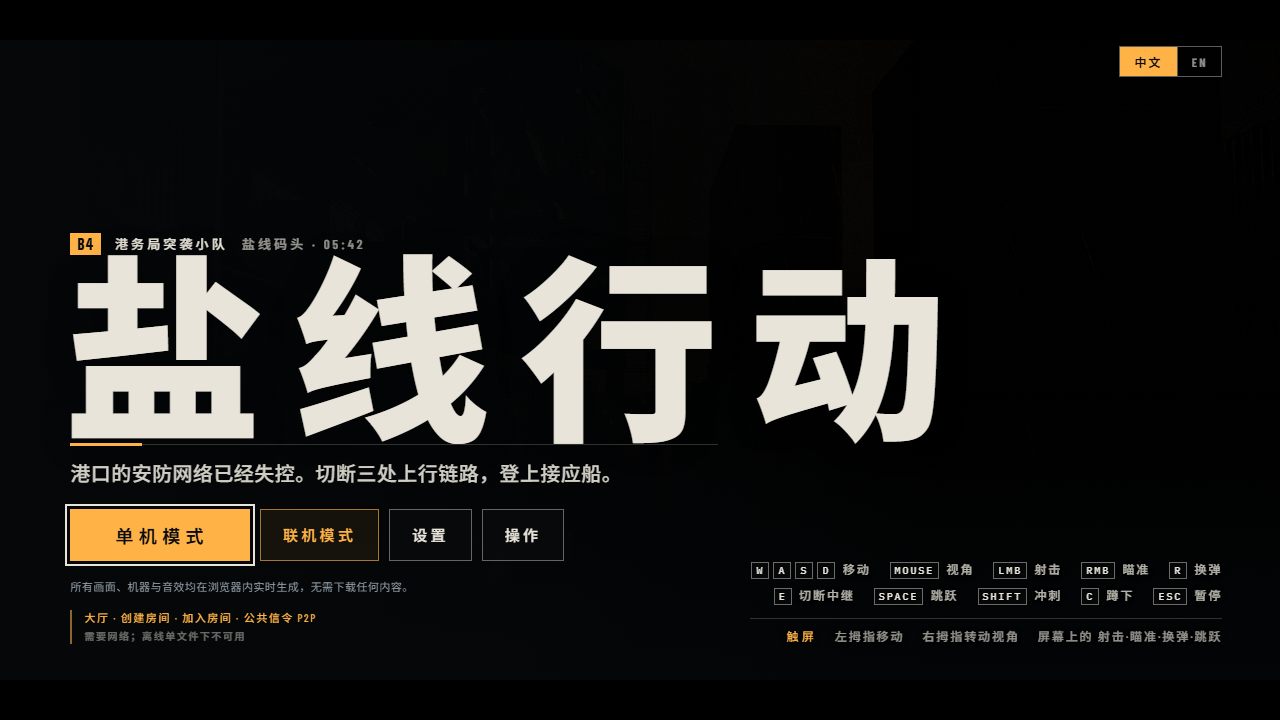 中文 EN
B4 港务局突袭小队 盐线码头 · 05:42
盐线行动
港口的安防网络已经失控。切断三处上行链路，登上接应船。
单机模式 联机模式 设置 操作
所有画面、机器与音效均在浏览器内实时生成，无需下载任何内容。
大厅 · 创建房间 · 加入房间 · 公共信令 P2P
需要网络；离线单文件下不可用
W A S D 移动 MOUSE 视角 LMB 射击 RMB 瞄准 R 换弹
E 切断中继 SPACE 跳跃 SHIFT 冲刺 C 蹲下 ESC 暂停
触屏 左拇指移动 右拇指转动视角 屏幕上的 射击·瞄准·换弹·跳跃